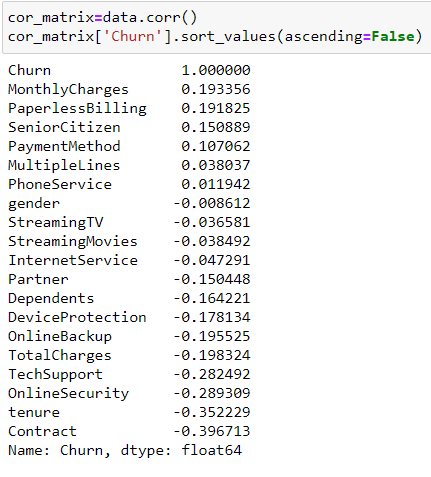 cor_matrix=data.corr()
cor_matrix['Churn'].sort_values(ascending=False)
Churn 1.000000
MonthlyCharges 0.193356
PaperlessBilling 0.191825
SeniorCitizen 0.150889
PaymentMethod 0.107062
MultipleLines 0.038037
PhoneService 0.011942
gender -0.008612
StreamingTV -0.036581
StreamingMovies -0.038492
InternetService -0.047291
Partner -0.150448
Dependents -0.164221
DeviceProtection -0.178134
OnlineBackup -0.195525
TotalCharges -0.198324
TechSupport -0.282492
OnlineSecurity -0.289309
tenure -0.352229
Contract -0.396713
Name: Churn, dtype: float64